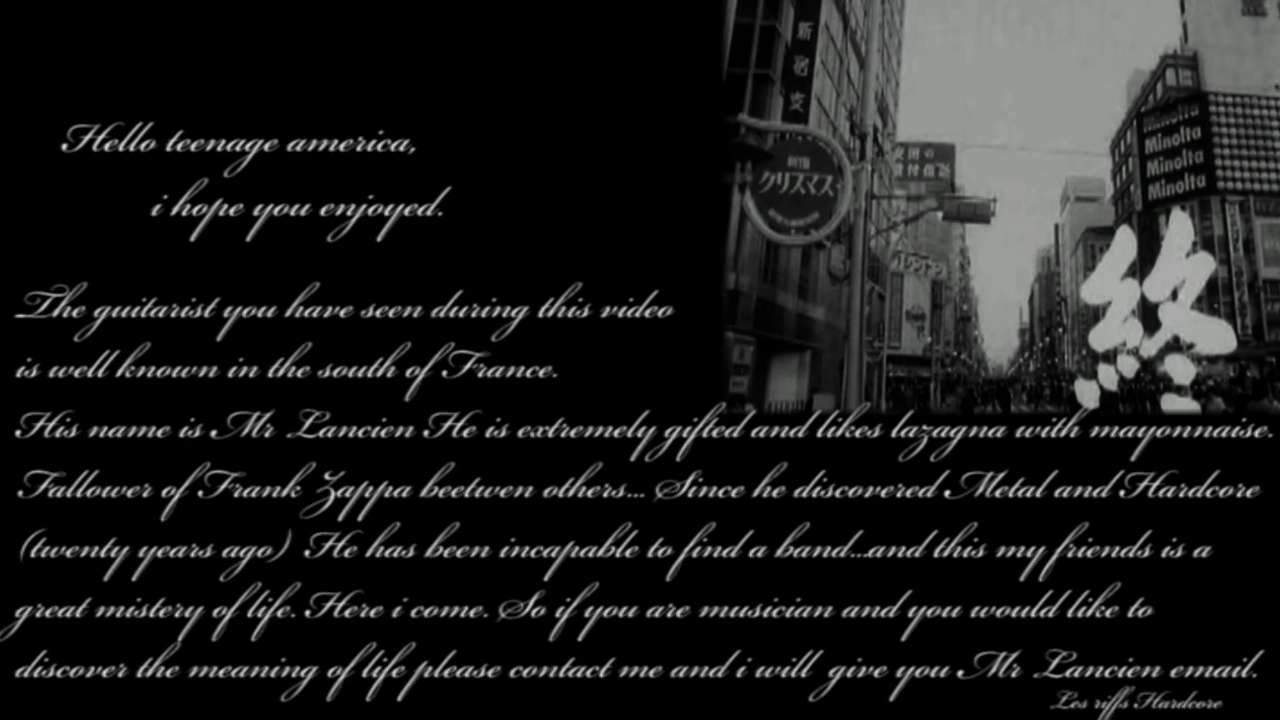 新宿支
新宿
クリスマス
Minolta
Minolta
Minolta
Minolta
Hello teenage america,
i hope you enjoyed.
The guitarist you have seen during this video
is well known in the south of France.
His name is Mr Lancien He is extremely gifted and likes lazagna with mayonnaise.
Fallower of Frank Zappa beetwen others... Since he discovered Metal and Hardcore
(twenty years ago) He has been incapable to find a band...and this my friends is a
great mistery of life. Here i come. So if you are musician and you would like to
discover the meaning of life please contact me and i will give you Mr Lancien email.
Les riffs Hardcore